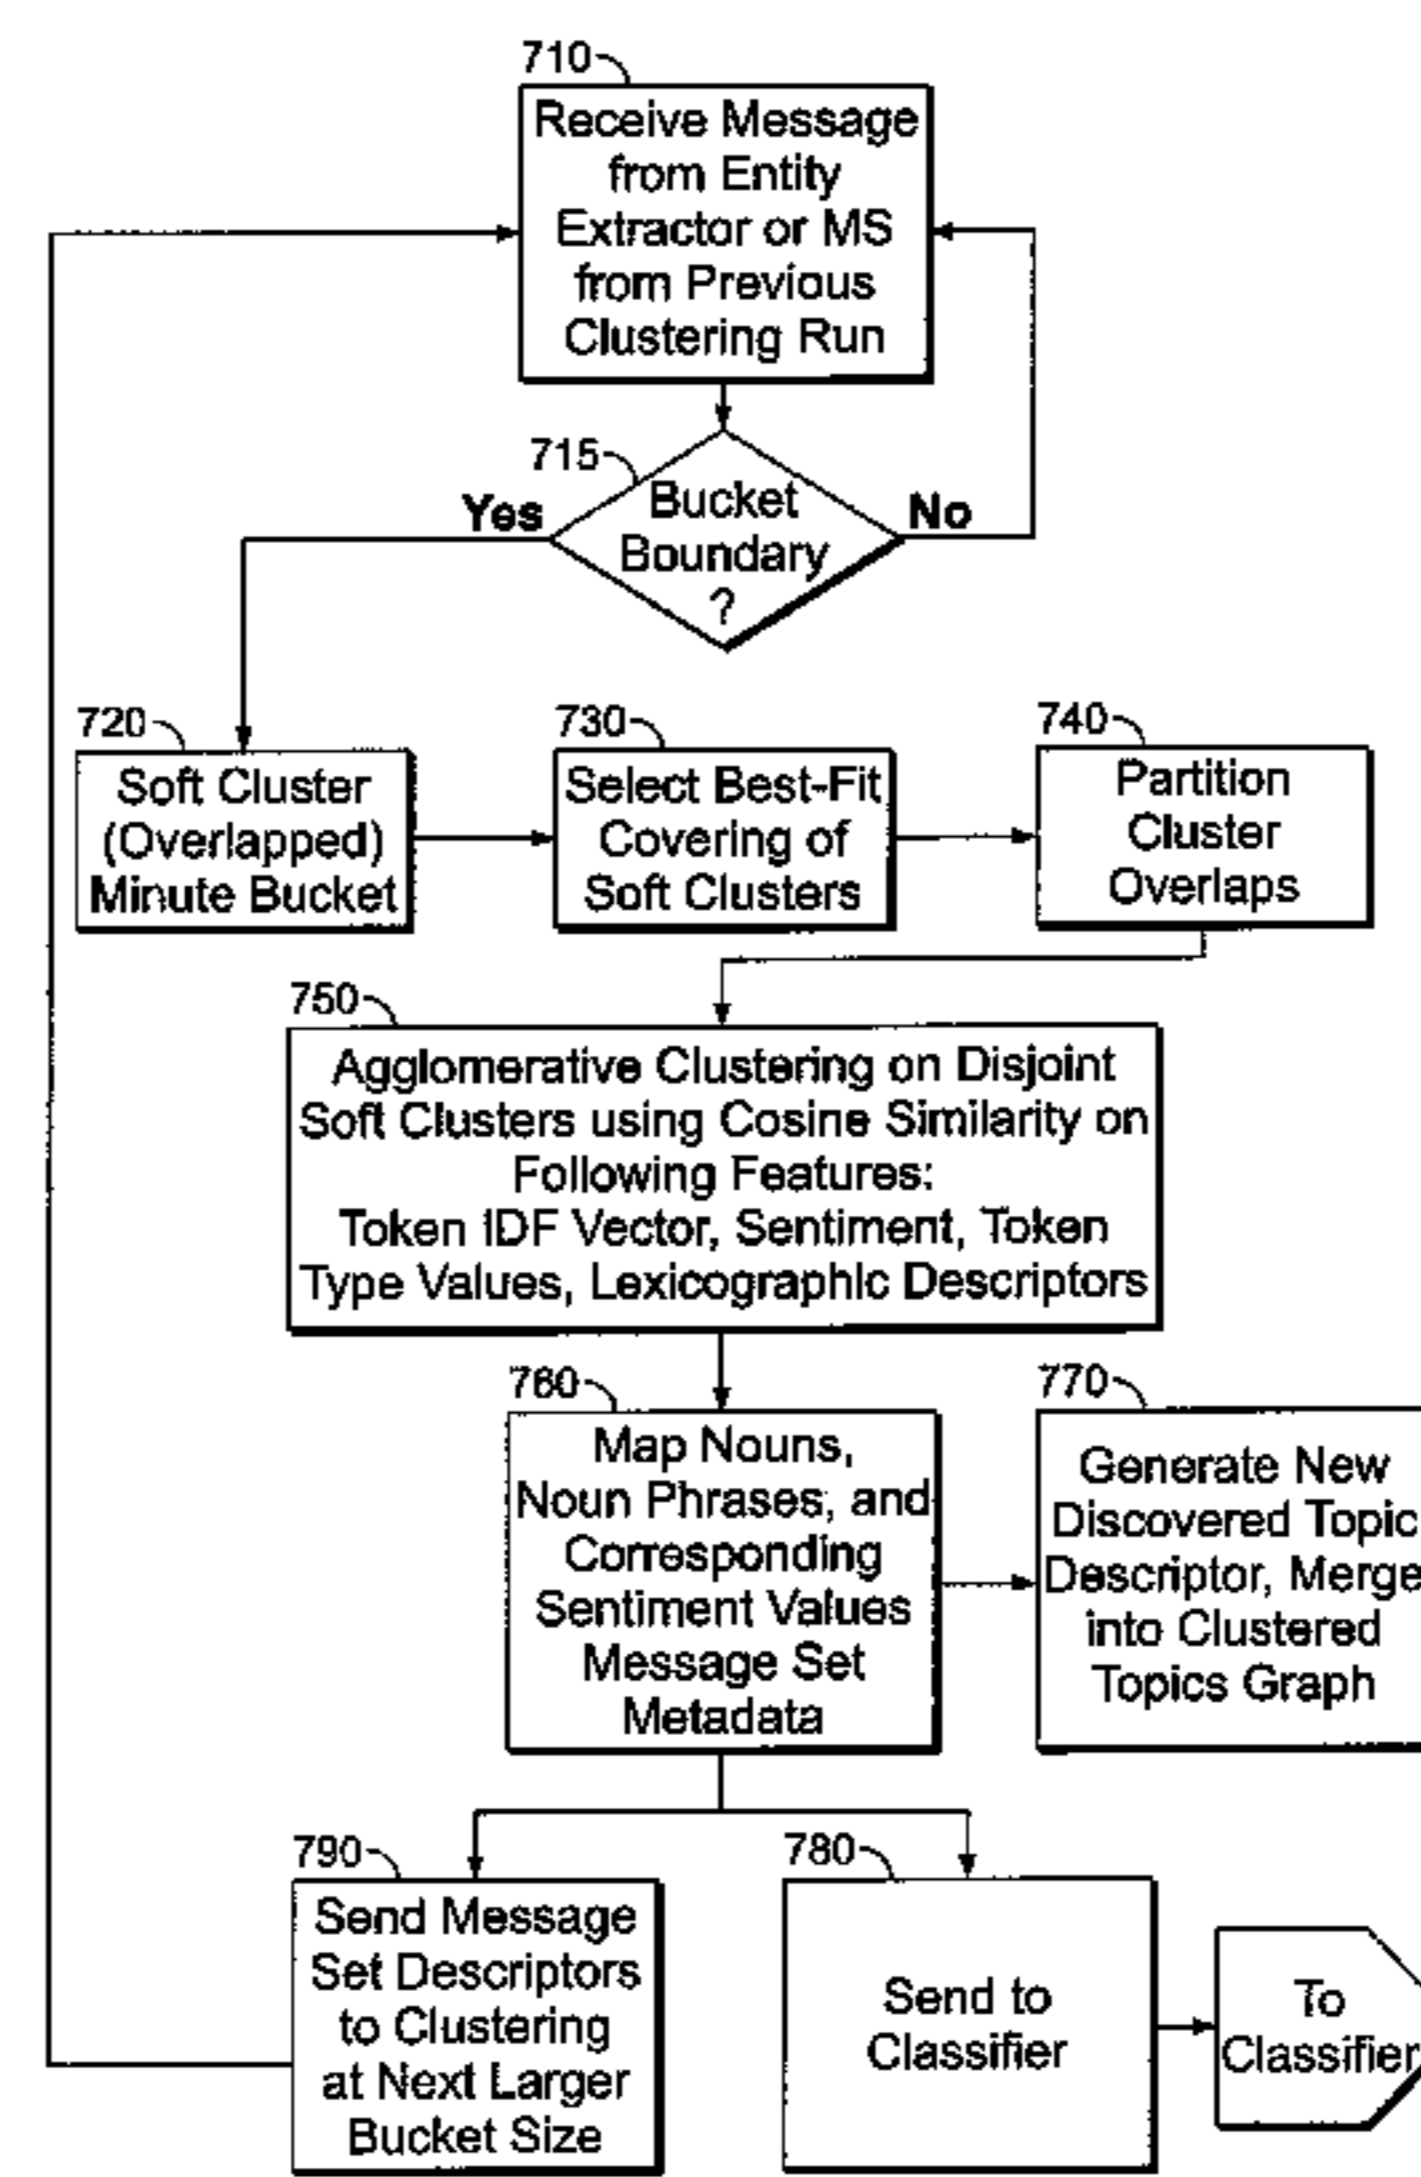 710
Receive Message
from Entity
Extractor or MS
from Previous
Clustering Run
715
Bucket
Boundary
?
Yes
No
720
Soft Cluster
(Overlapped)
Minute Bucket
730
Select Best-Fit
Covering of
Soft Clusters
740
Partition
Cluster
Overlaps
750
Agglomerative Clustering on Disjoint
Soft Clusters using Cosine Similarity on
Following Features:
Token IDF Vector, Sentiment, Token
Type Values, Lexicographic Descriptors
760
Map Nouns,
Noun Phrases, and
Corresponding
Sentiment Values
Message Set
Metadata
770
Generate New
Discovered Topic
Descriptor, Merge
into Clustered
Topics Graph
790
Send Message
Set Descriptors
to Clustering
at Next Larger
Bucket Size
780
Send to
Classifier
To
Classifier